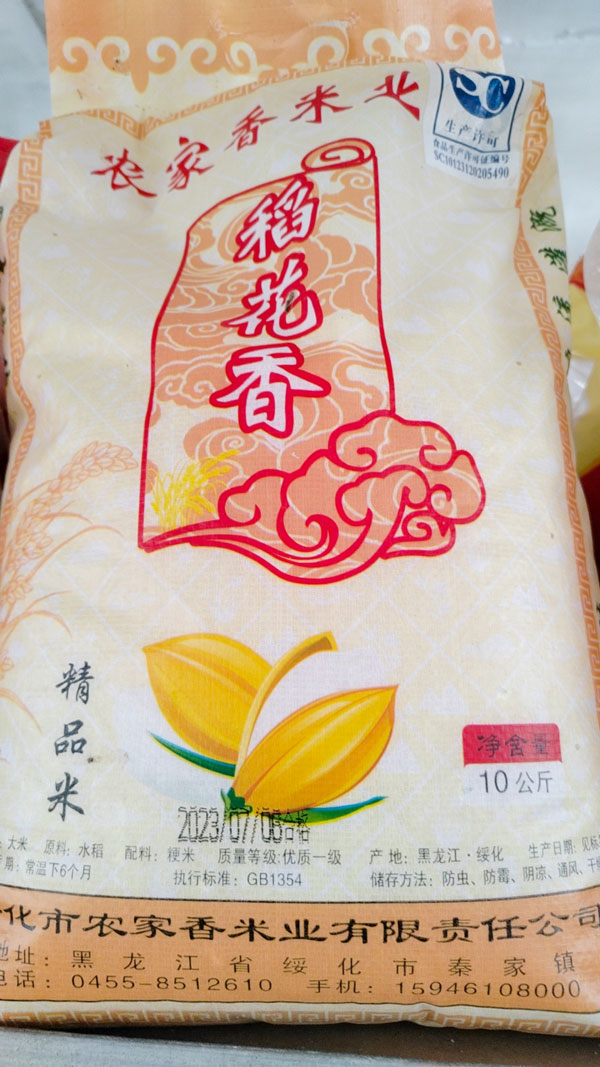 农家香米业
生产许可
食品生产许可证编号
SC10123120205490
稻花香
精品米
净含量
10公斤
2023/07/06合格
大米 原料：水稻 配料：粳米 质量等级：优质一级 产地：黑龙江·绥化 生产日期：见标
期：常温下6个月 执行标准：GB1354 储存方法：防虫、防霉、阴凉、通风、干
化市农家香米业有限责任公司
地址：黑龙江省绥化市秦家镇
电话：0455-8512610 手机：15946108000